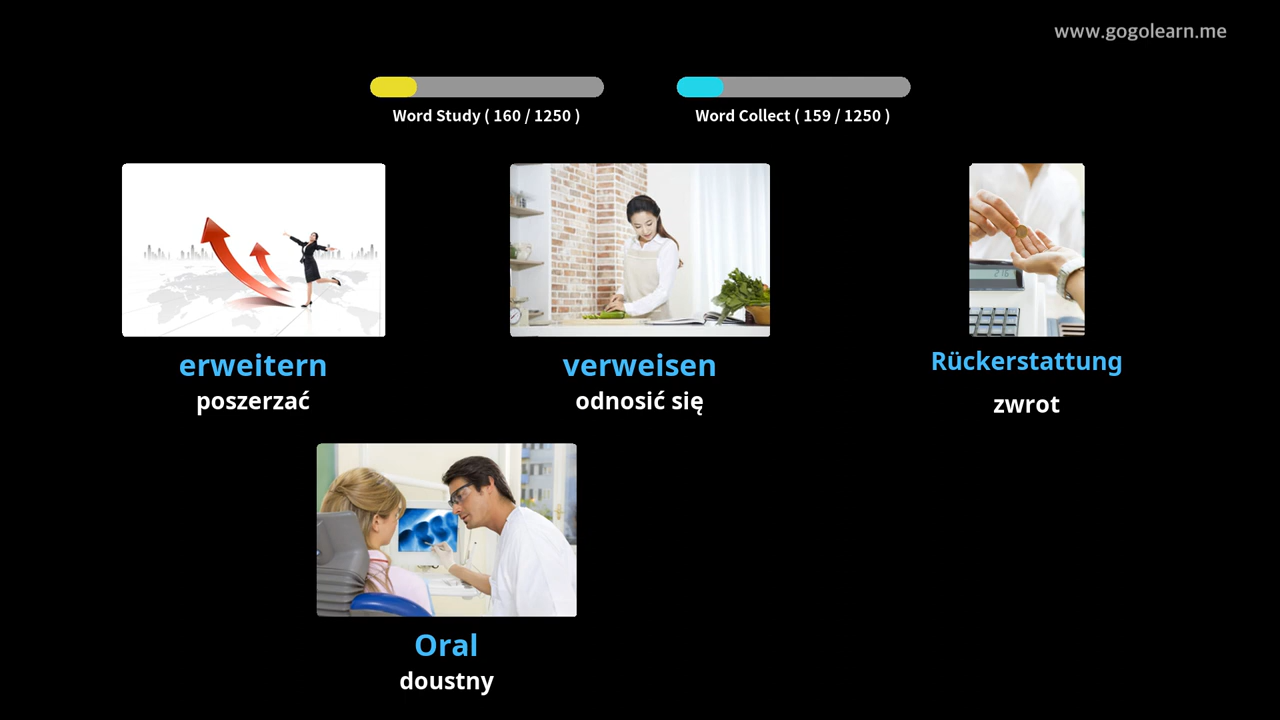 www.gogolearn.me
Word Study ( 160 / 1250 )
Word Collect ( 159 / 1250 )
erweitern
poszerzać
verweisen
odnosić się
Rückerstattung
zwrot
Oral
doustny